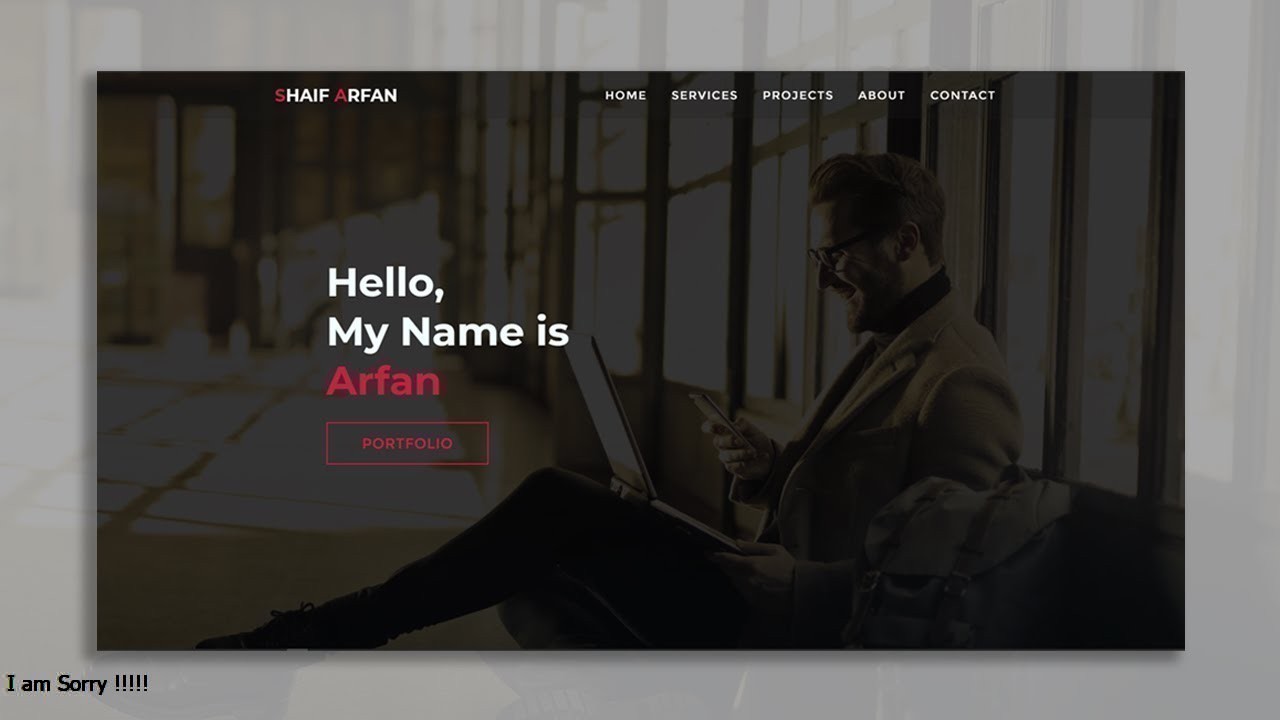 SHAIF ARFAN
HOME SERVICES PROJECTS ABOUT CONTACT
Hello,
My Name is
Arfan
PORTFOLIO
I am Sorry !!!!!